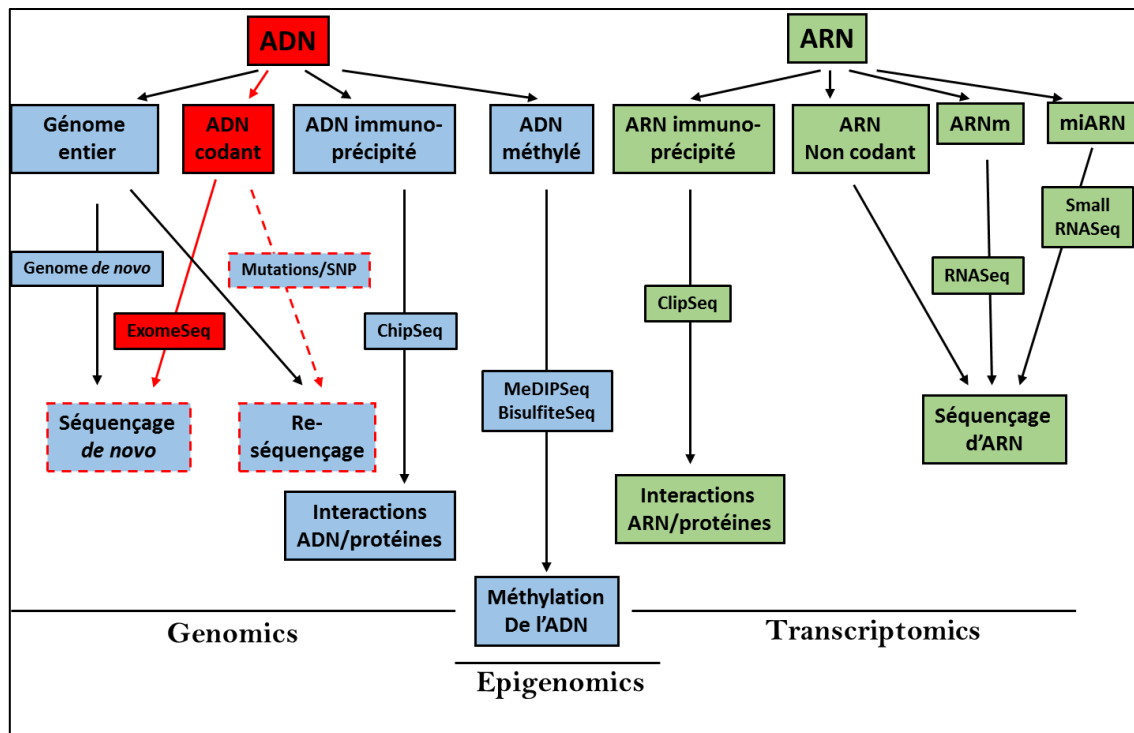 ADN
ARN
Génome
entier
ADN
codant
ADN immuno-
précipité
ADN
méthylé
ARN immuno-
précipité
ARN
Non codant
ARNm
miARN
Genome de novo
Mutations/SNP
Small
RNASeq
RNASeq
ExomeSeq
ChipSeq
ClipSeq
MeDIPSeq
BisulfiteSeq
Séquençage
de novo
Re-
séquençage
Séquençage
d’ARN
Interactions
ADN/protéines
Interactions
ARN/protéines
Méthylation
De l’ADN
Genomics
Transcriptomics
Epigenomics